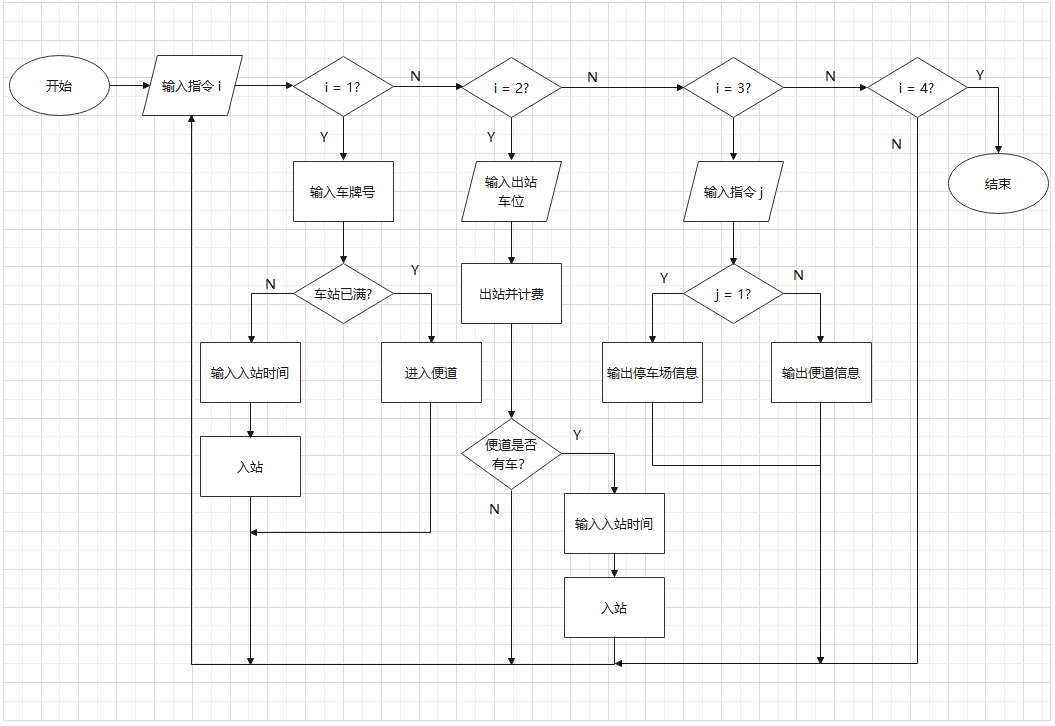 开始
输入指令 i
i = 1?
N
i = 2?
N
i = 3?
N
i = 4?
Y
Y
Y
N
结束
输入车牌号
输入出站
车位
输入指令 j
N
车站已满?
Y
出站并计费
Y
j = 1?
N
输入入站时间
进入便道
输出停车场信息
输出便道信息
入站
便道是否
有车?
Y
N
输入入站时间
入站